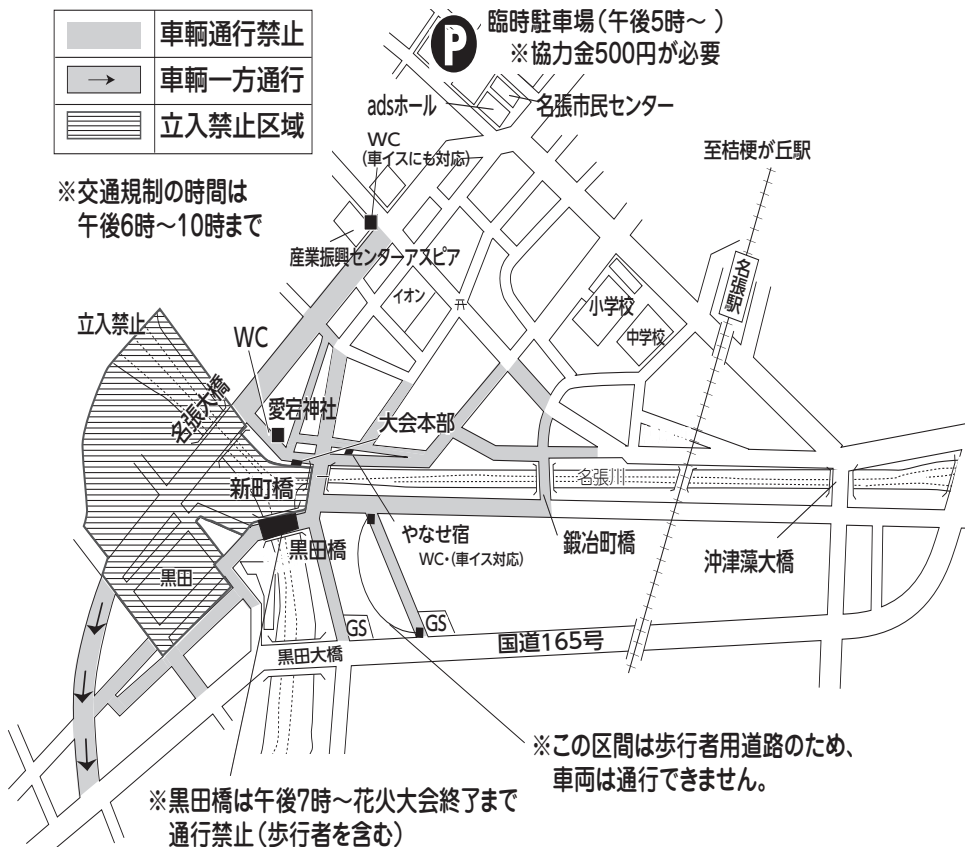 車輌通行禁止
車輌一方通行
立入禁止区域
※交通規制の時間は
午後6時〜10時まで
P
臨時駐車場(午後5時〜 )
※協力金500円が必要
adsホール
名張市民センター
WC
(車イスにも対応)
至桔梗が丘駅
産業振興センターアスピア
イオン
小学校
中学校
名張駅
立入禁止
WC
名張大橋
愛宕神社
大会本部
新町橋
名張川
黒田橋
やなせ宿
WC・(車イス対応)
鍛冶町橋
沖津藻大橋
黒田
GS
GS
国道165号
黒田大橋
※この区間は歩行者用道路のため、
車両は通行できません。
※黒田橋は午後7時〜花火大会終了まで
通行禁止(歩行者を含む)